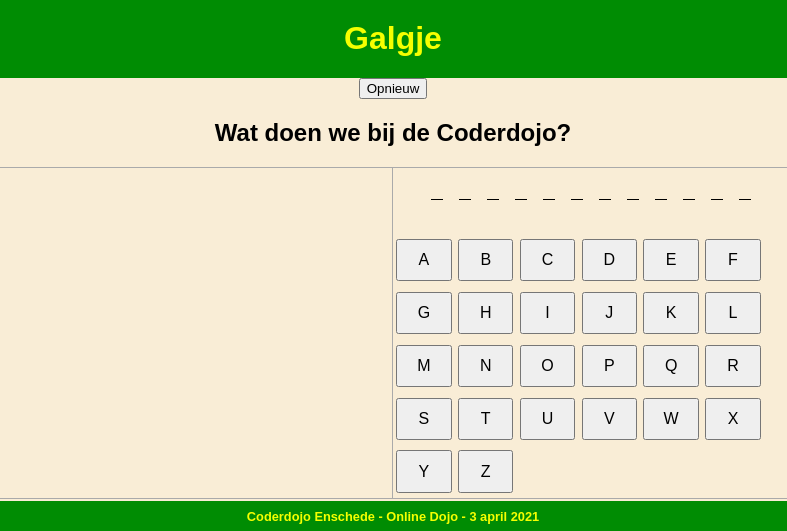 Galgje
Opnieuw
Wat doen we bij de Coderdojo?
_ _ _ _ _ _ _ _ _ _ _ _
A B C D E F
G H I J K L
M N O P Q R
S T U V W X
Y Z
Coderdojo Enschede - Online Dojo - 3 april 2021